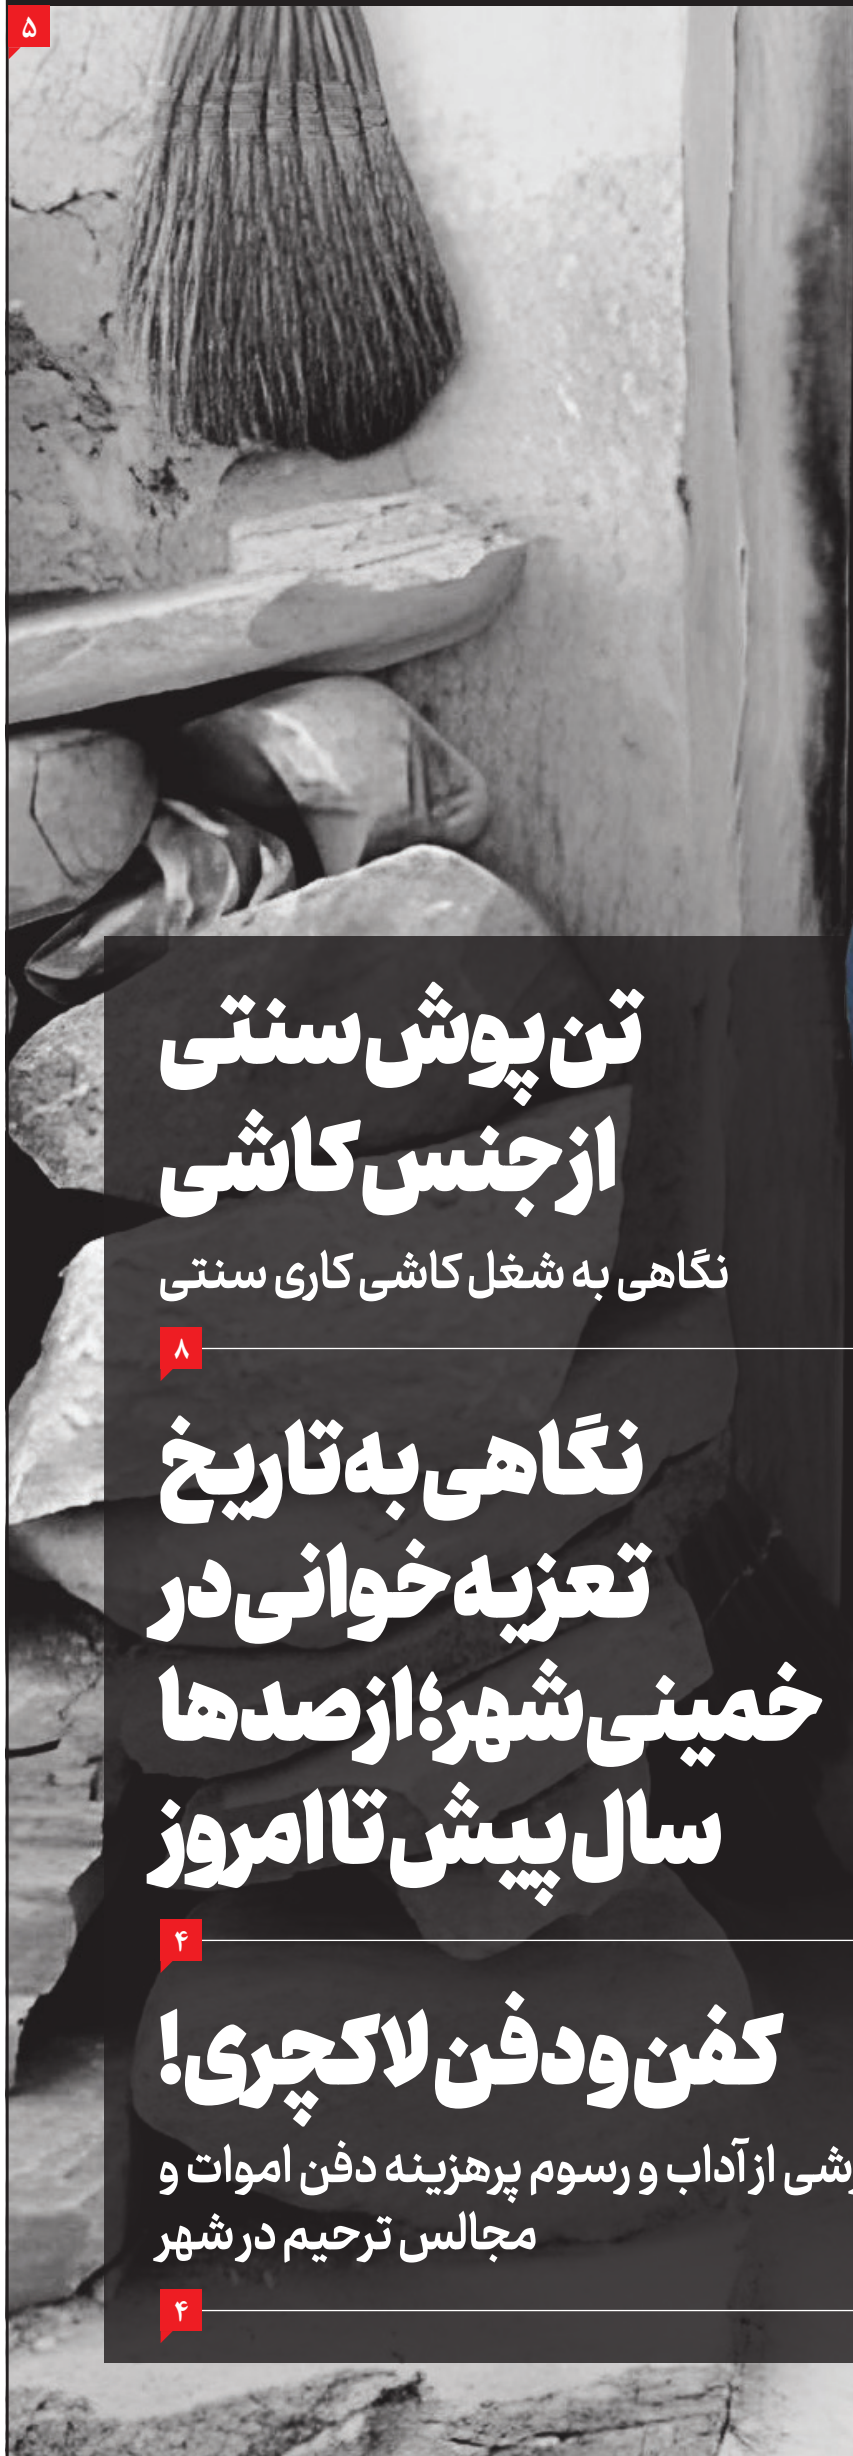 ۵
تن‌پوش سنتی
از جنس کاشی
نگاهی به شغل کاشی کاری سنتی
۸
نگاهی به تاریخ
تعزیه‌خوانی در
خمینی‌شهر؛ از صدها
سال پیش تا امروز
۴
کفن و دفن لاکچری!
از آداب و رسوم پرهزینه دفن اموات و
مجالس ترحیم در شهر
۴